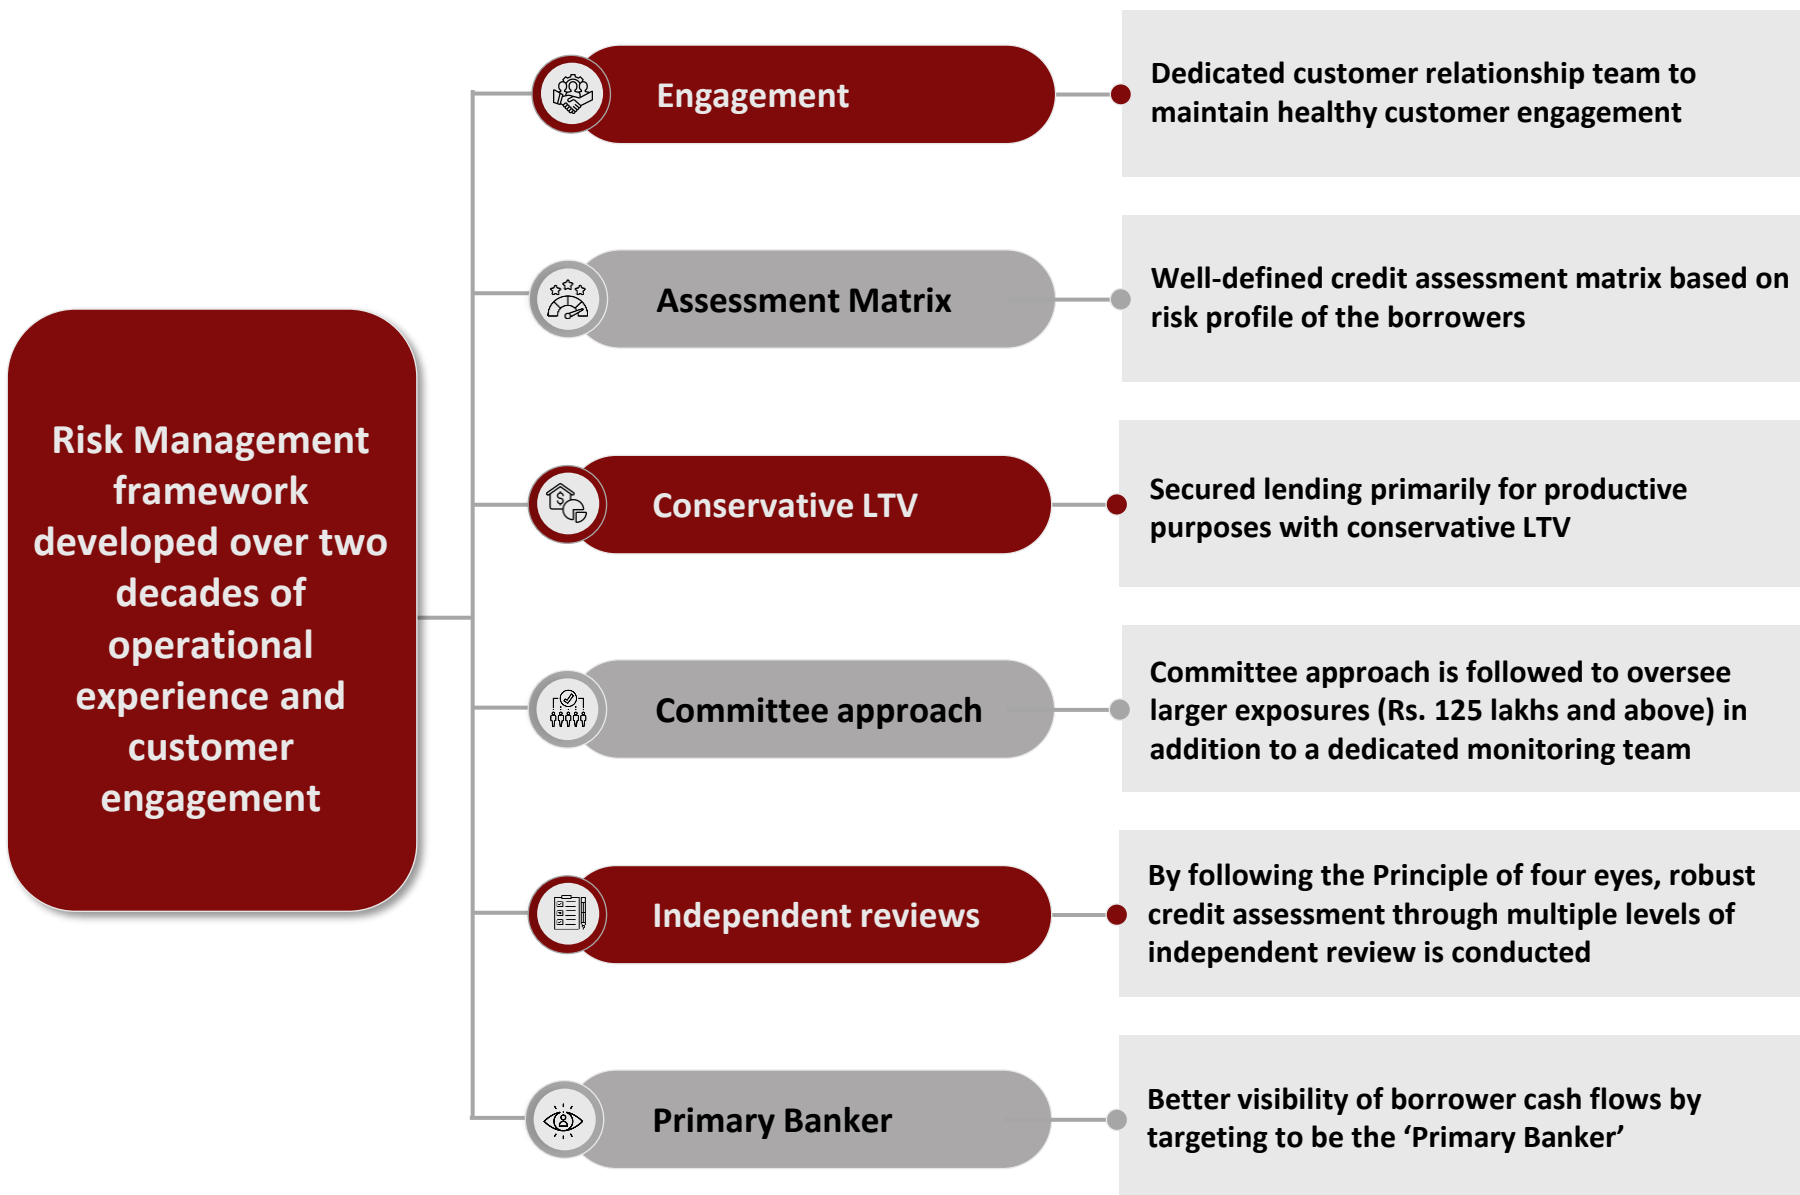 Risk Management
framework
developed over two
decades of
operational
experience and
customer
engagement
Engagement
Dedicated customer relationship team to
maintain healthy customer engagement
Assessment Matrix
Well-defined credit assessment matrix based on
risk profile of the borrowers
Conservative LTV
Secured lending primarily for productive
purposes with conservative LTV
Committee approach
Committee approach is followed to oversee
larger exposures (Rs. 125 lakhs and above) in
addition to a dedicated monitoring team
Independent reviews
By following the Principle of four eyes, robust
credit assessment through multiple levels of
independent review is conducted
Primary Banker
Better visibility of borrower cash flows by
targeting to be the ‘Primary Banker’